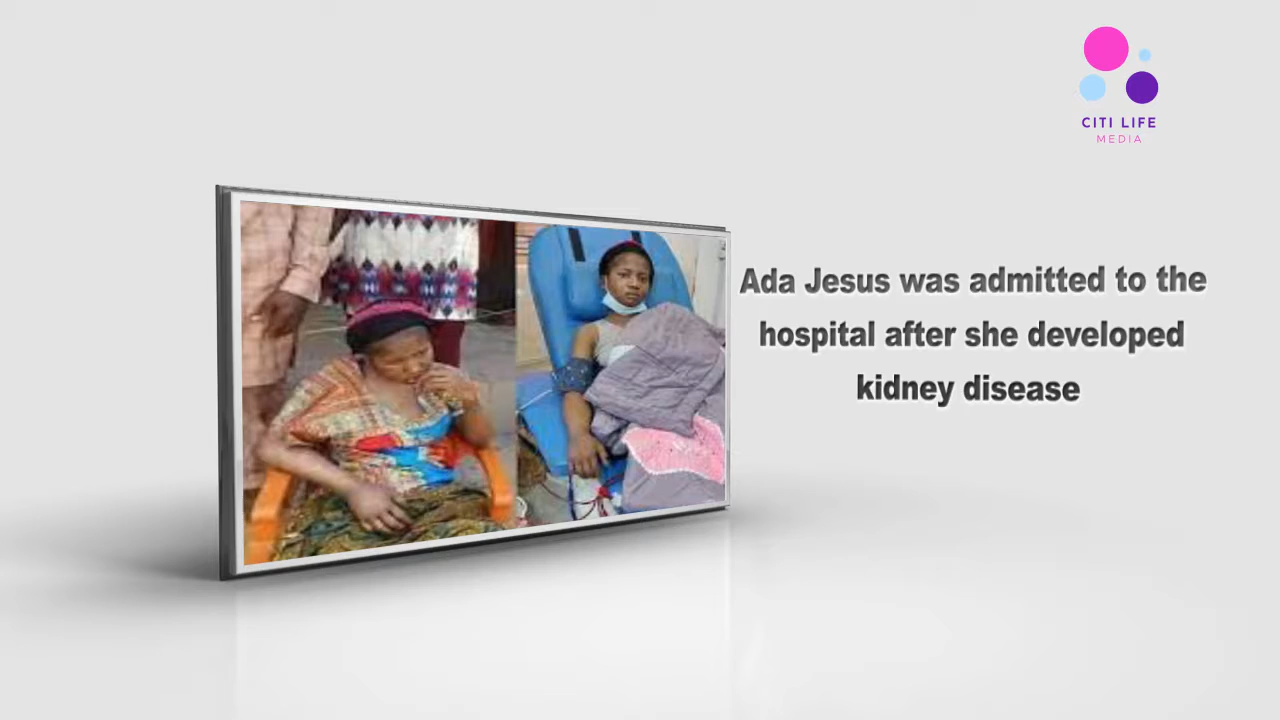 CITI LIFE
MEDIA
Ada Jesus was admitted to the
hospital after she developed
kidney disease